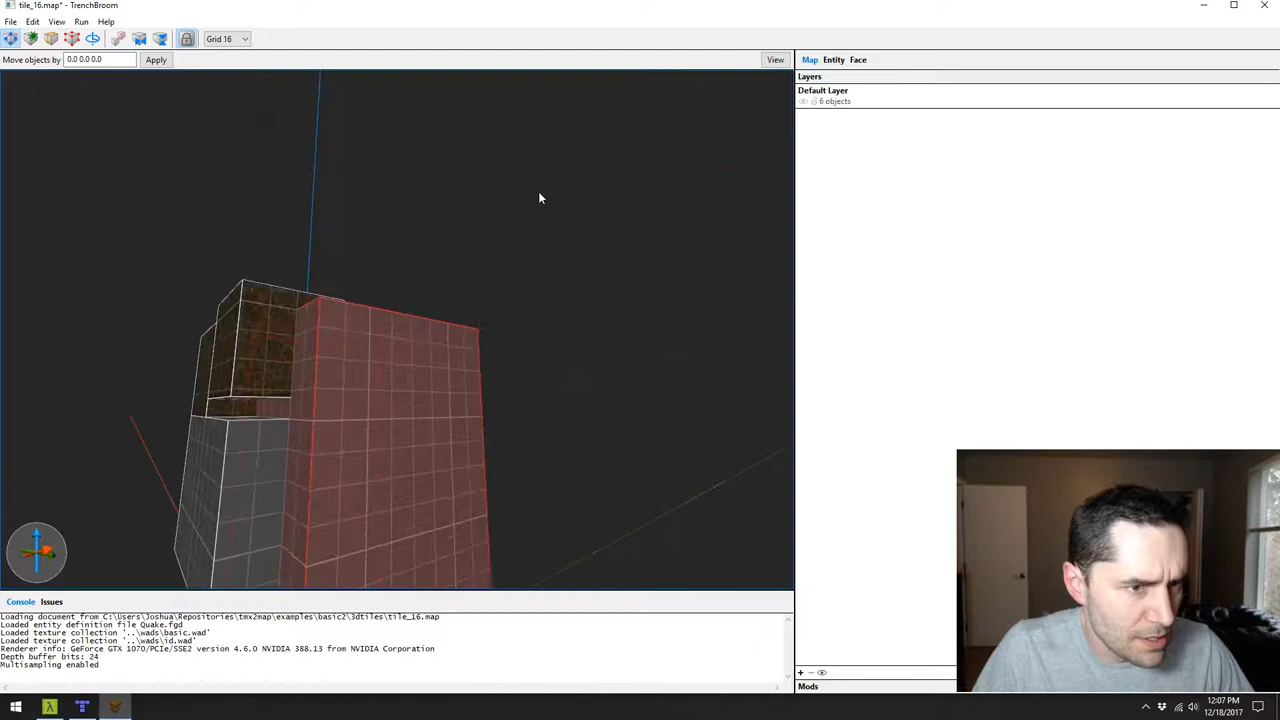 tile_16.map* - TrenchBroom
File Edit View Run Help
Grid 16
Move objects by 0.0 0.0 0.0 Apply View
Map Entity Face
Layers
Default Layer
6 objects
Console Issues
Loading document from C:\Users\Joshua\Repositories\tmx2map\examples\basic2\3dtiles\tile_16.map
Loaded entity definition file Quake.fgd
Loaded texture collection '..\wads\basic.wad'
Loaded texture collection '..\wads\id.wad'
Renderer info: GeForce GTX 1070/PCIe/SSE2 version 4.6.0 NVIDIA 388.13 from NVIDIA Corporation
Depth buffer bits: 24
Multisampling enabled
Mods
12:07 PM
12/18/2017